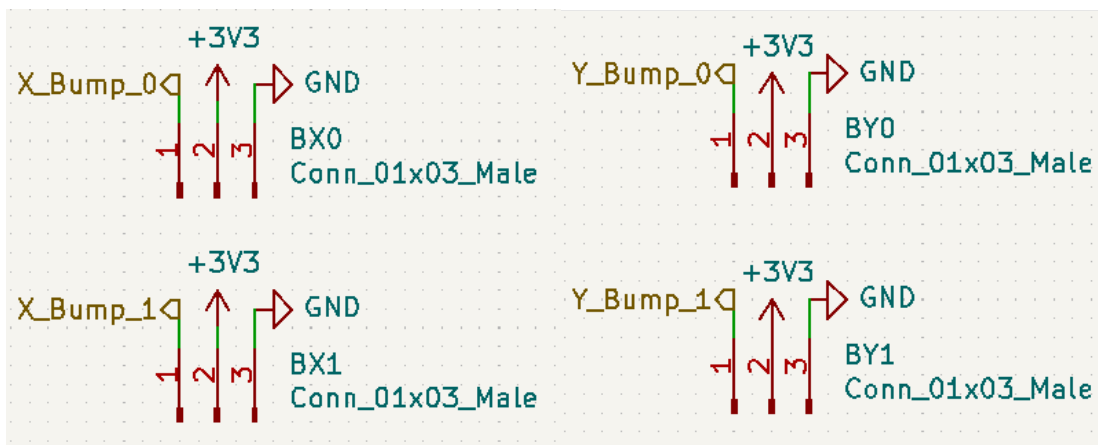 +3V3
X_Bump_0
GND
1 2 3
BX0
Conn_01x03_Male
+3V3
Y_Bump_0
GND
1 2 3
BY0
Conn_01x03_Male
+3V3
X_Bump_1
GND
1 2 3
BX1
Conn_01x03_Male
+3V3
Y_Bump_1
GND
1 2 3
BY1
Conn_01x03_Male